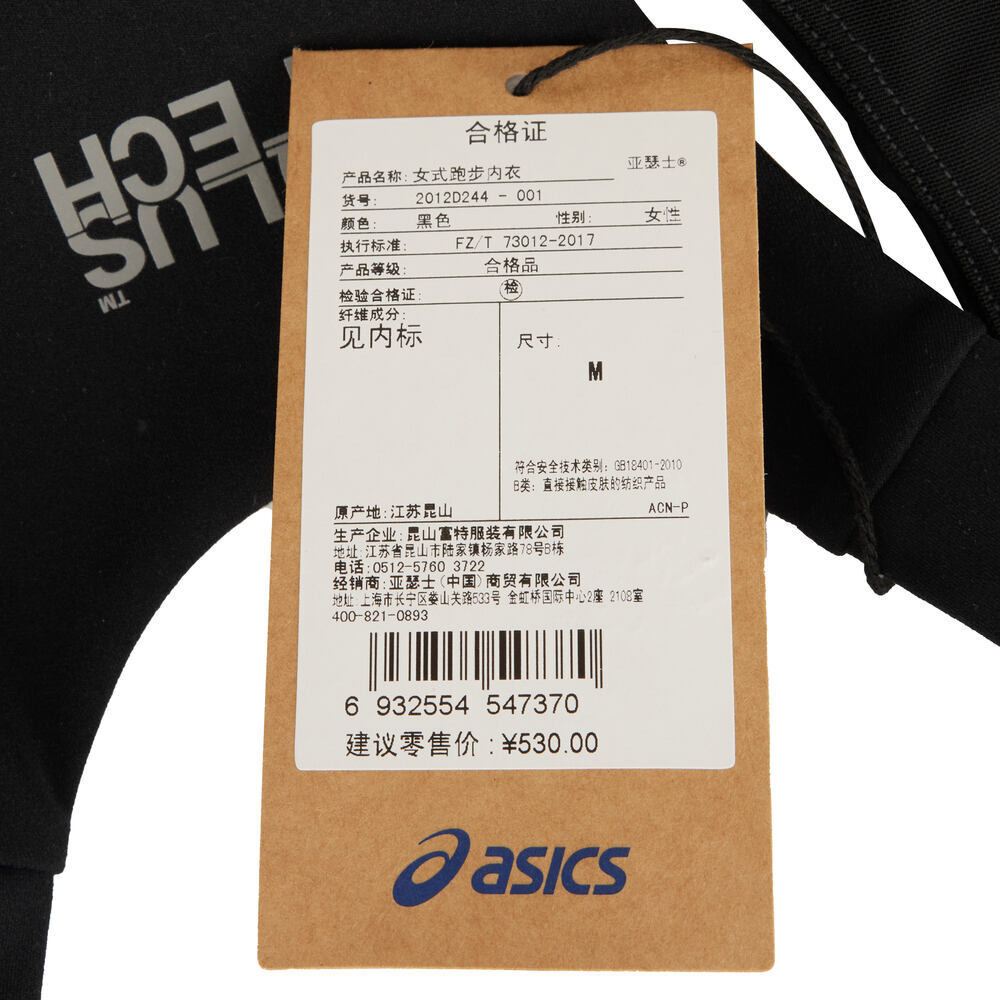 合格证
产品名称: 女式跑步内衣 亚瑟士®
货号: 2012D244 - 001
颜色: 黑色 性别: 女性
执行标准: FZ/T 73012-2017
产品等级: 合格品
检验合格证: 检
纤维成分:
见内标
尺寸:
M
符合安全技术类别: GB18401-2010
B类: 直接接触皮肤的纺织产品
原产地: 江苏昆山 ACN-P
生产企业: 昆山富特服装有限公司
地址: 江苏省昆山市陆家镇杨家路78号B栋
电话: 0512-5760 3722
经销商: 亚瑟士(中国)商贸有限公司
地址: 上海市长宁区娄山关路533号 金虹桥国际中心2座 2108室
400-821-0893
6 932554 547370
建议零售价 : ¥530.00
asics
ECH
US
TM